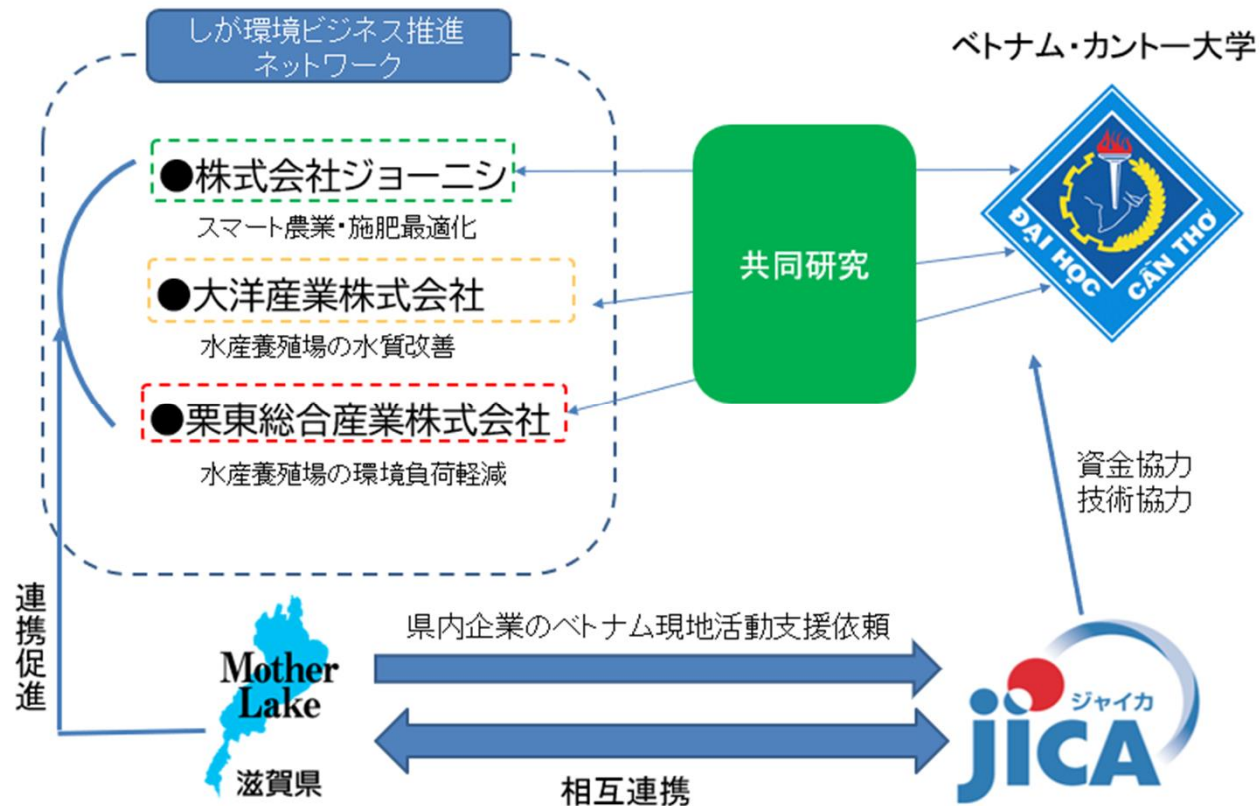 しが環境ビジネス推進
ネットワーク
ベトナム・カントー大学
●株式会社ジョーニシ
スマート農業・施肥最適化
●大洋産業株式会社
水産養殖場の水質改善
●栗東総合産業株式会社
水産養殖場の環境負荷軽減
共同研究
ĐẠI HỌC
CẦN THƠ
資金協力
技術協力
連携促進
県内企業のベトナム現地活動支援依頼
Mother
Lake
滋賀県
相互連携
ジャイカ
jICA